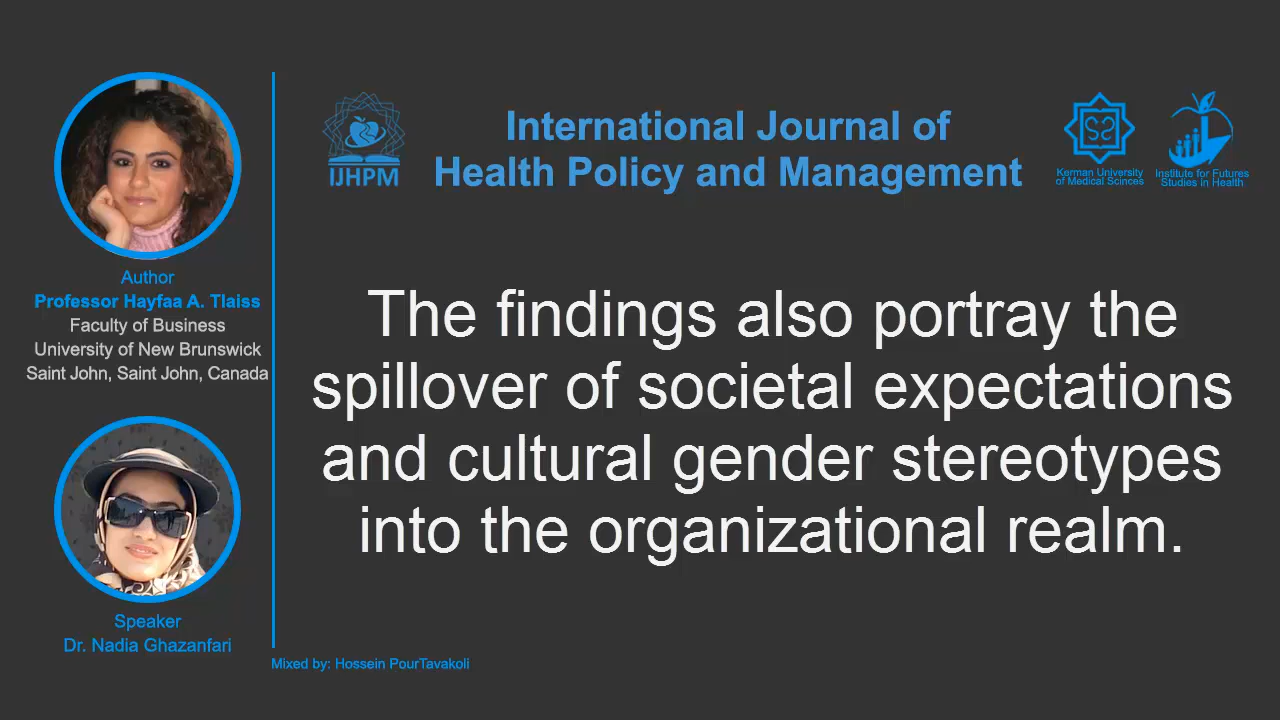 Author
Professor Hayfaa A. Tlaiss
Faculty of Business
University of New Brunswick
Saint John, Saint John, Canada
Speaker
Dr. Nadia Ghazanfari
IJHPM
International Journal of
Health Policy and Management
Kerman University
of Medical Scinces
Institute for Futures
Studies in Health
The findings also portray the
spillover of societal expectations
and cultural gender stereotypes
into the organizational realm.
Mixed by: Hossein PourTavakoli